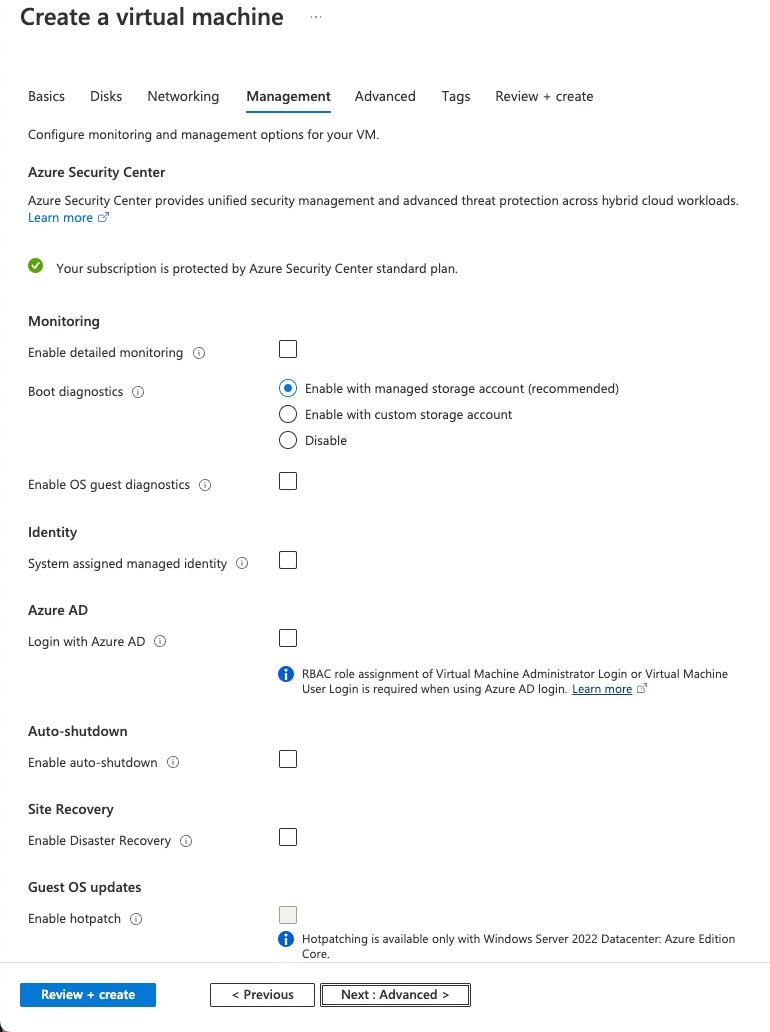 Create a virtual machine ...
Basics Disks Networking Management Advanced Tags Review + create
Configure monitoring and management options for your VM.
Azure Security Center
Azure Security Center provides unified security management and advanced threat protection across hybrid cloud workloads.
Learn more
Your subscription is protected by Azure Security Center standard plan.
Monitoring
Enable detailed monitoring
Boot diagnostics
Enable with managed storage account (recommended)
Enable with custom storage account
Disable
Enable OS guest diagnostics
Identity
System assigned managed identity
Azure AD
Login with Azure AD
RBAC role assignment of Virtual Machine Administrator Login or Virtual Machine
User Login is required when using Azure AD login. Learn more
Auto-shutdown
Enable auto-shutdown
Site Recovery
Enable Disaster Recovery
Guest OS updates
Enable hotpatch
Hotpatching is available only with Windows Server 2022 Datacenter: Azure Edition
Core.
Review + create
< Previous
Next : Advanced >